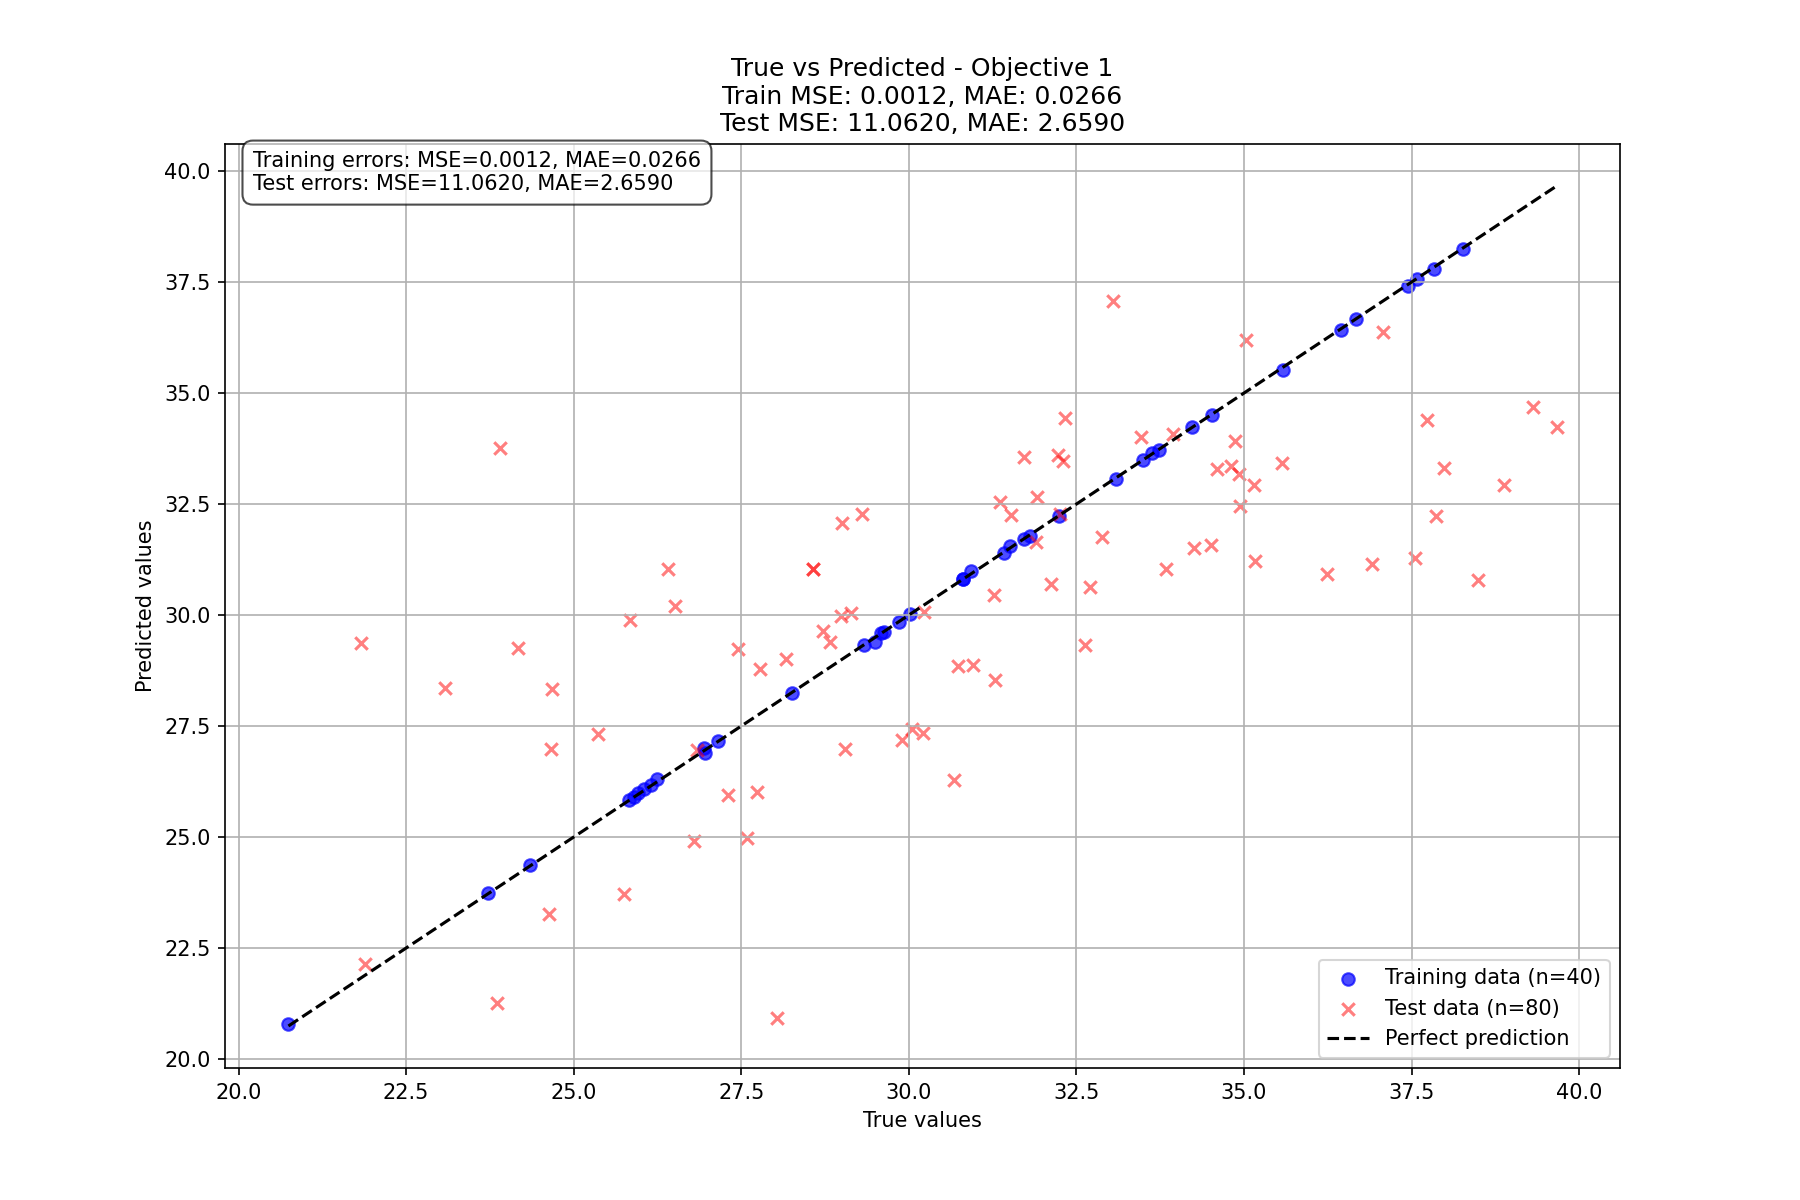 True vs Predicted - Objective 1
Train MSE: 0.0012, MAE: 0.0266
Test MSE: 11.0620, MAE: 2.6590
Training errors: MSE=0.0012, MAE=0.0266
Test errors: MSE=11.0620, MAE=2.6590
40.0
37.5
35.0
32.5
30.0
27.5
25.0
22.5
20.0
Predicted values
Training data (n=40)
Test data (n=80)
Perfect prediction
20.0 22.5 25.0 27.5 30.0 32.5 35.0 37.5 40.0
True values